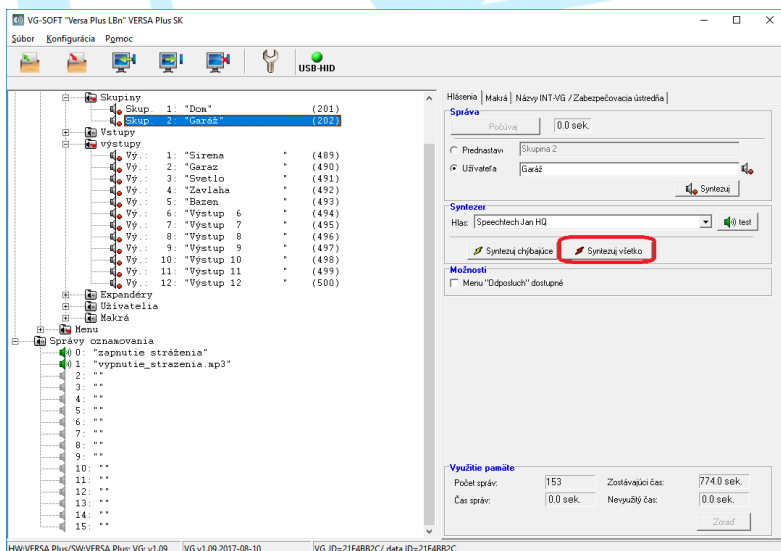 VG-SOFT "Versa Plus LBn" VERSA Plus SK
Súbor Konfigurácia Pomoc
USB-HID
Skupiny
Skup. 1: "Dom" (201)
Skup. 2: "Garáž" (202)
Vstupy
výstupy
Vý.: 1: "Sirena " (489)
Vý.: 2: "Garaz " (490)
Vý.: 3: "Svetlo " (491)
Vý.: 4: "Zavlaha " (492)
Vý.: 5: "Bazen " (493)
Vý.: 6: "Výstup 6 " (494)
Vý.: 7: "Výstup 7 " (495)
Vý.: 8: "Výstup 8 " (496)
Vý.: 9: "Výstup 9 " (497)
Vý.: 10: "Výstup 10 " (498)
Vý.: 11: "Výstup 11 " (499)
Vý.: 12: "Výstup 12 " (500)
Expandéry
Užívatelia
Makrá
Menu
Správy oznamovania
0: "zapnutie stráženia"
1: "vypnutie_strazenia.mp3"
2: ""
3: ""
4: ""
5: ""
6: ""
7: ""
8: ""
9: ""
10: ""
11: ""
12: ""
13: ""
14: ""
15: ""
Hlásenia Makrá Názvy INT-VG / Zabezpečovacia ústredňa
Správa
Počúvaj 0.0 sek.
Prednastavı Skupina 2
Užívateľa Garáž
Syntezuj
Syntezer
Hlas: Speechtech Jan HQ test
Syntezuj chýbajúce Syntezuj všetko
Možnosti
Menu "Odposluch" dostupné
Využitie pamäte
Počet správ: 153 Zostávajúci čas: 774.0 sek.
Čas správ: 0.0 sek. Nevyužitý čas: 0.0 sek.
Zoraď
HW:VERSA Plus/SW:VERSA Plus; VG: v1.09 VG v1.09 2017-08-10 VG ID=21F4BB2C/ data ID=21F4BB2C